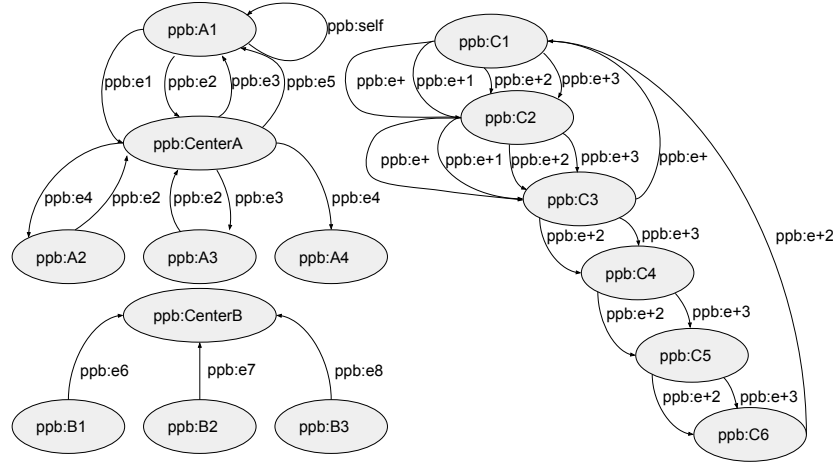 ppb:A1
ppb:self
ppb:e1
ppb:e2
ppb:e3
ppb:e5
ppb:CenterA
ppb:e4
ppb:e2
ppb:e2
ppb:e3
ppb:e4
ppb:A2
ppb:A3
ppb:A4
ppb:CenterB
ppb:e6
ppb:e7
ppb:e8
ppb:B1
ppb:B2
ppb:B3
ppb:C1
ppb:e+
ppb:e+1
ppb:e+2
ppb:e+3
ppb:C2
ppb:e+
ppb:e+1
ppb:e+2
ppb:e+3
ppb:e+
ppb:C3
ppb:e+2
ppb:e+3
ppb:e+2
ppb:C4
ppb:e+2
ppb:e+3
ppb:C5
ppb:e+2
ppb:e+3
ppb:C6